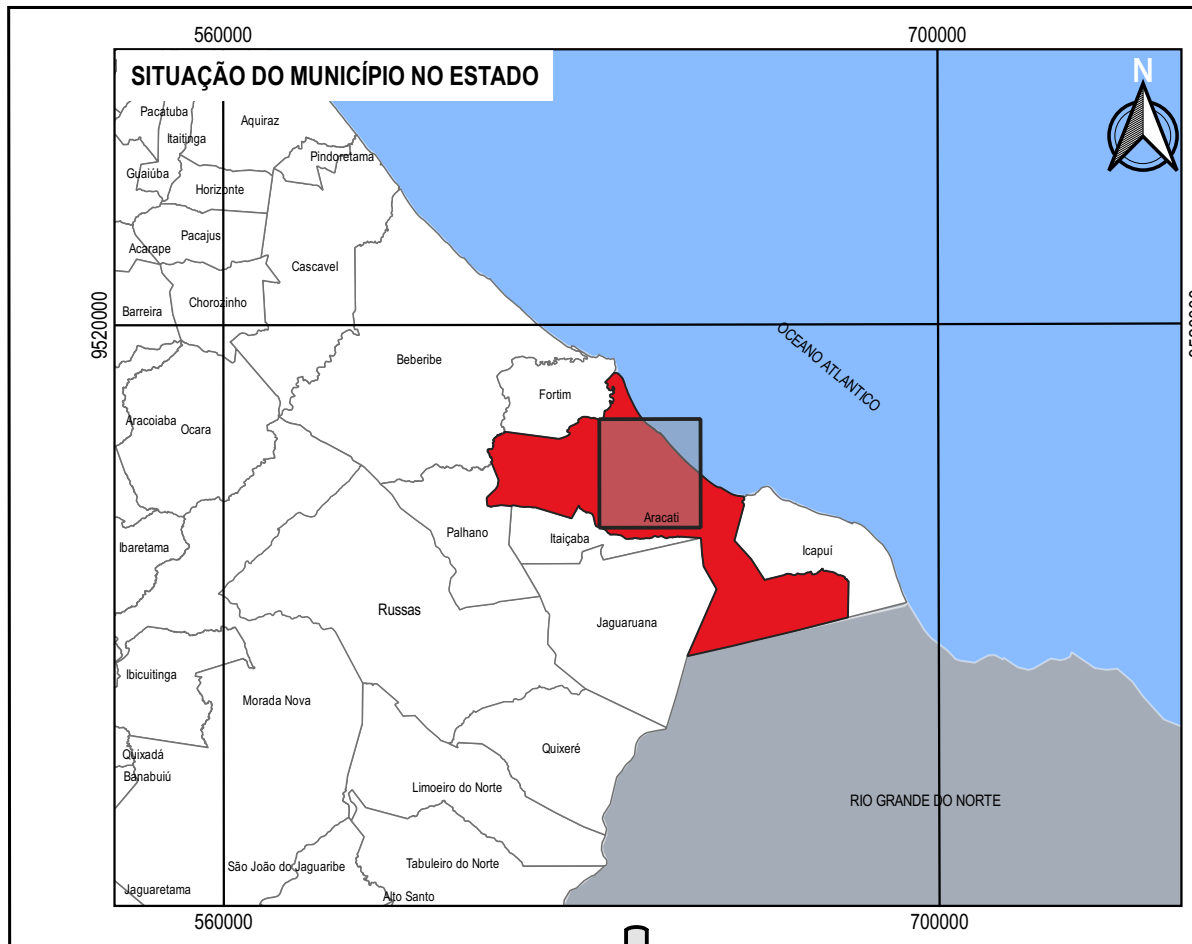 560000
700000
SITUAÇÃO DO MUNICÍPIO NO ESTADO
N
Pacatuba
Aquiraz
Itaitinga
Pindoretama
Guaiúba
Horizonte
Pacajus
Acarape
Cascavel
Chorozinho
Barreira
9520000
OCEANO ATLANTICO
Beberibe
Fortim
Aracoiaba
Ocara
Aracati
Palhano
Itaiçaba
Ibaretama
Icapuí
Russas
Jaguaruana
Ibicuitinga
Morada Nova
Quixeré
Quixadá
Banabuiú
Limoeiro do Norte
RIO GRANDE DO NORTE
São João do Jaguaribe
Tabuleiro do Norte
Jaguaretama
Alto Santo
560000
700000